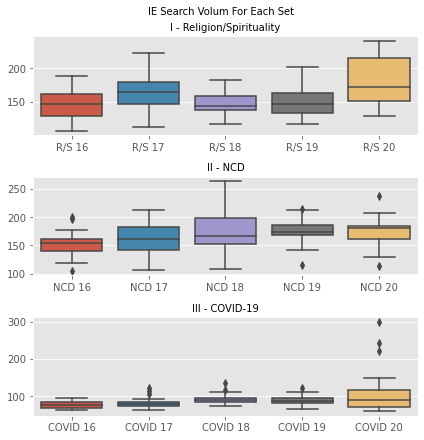 IE Search Volum For Each Set
I - Religion/Spirituality
200
150
R/S 16 R/S 17 R/S 18 R/S 19 R/S 20
II - NCD
250
200
150
100
NCD 16 NCD 17 NCD 18 NCD 19 NCD 20
III - COVID-19
300
200
100
COVID 16 COVID 17 COVID 18 COVID 19 COVID 20